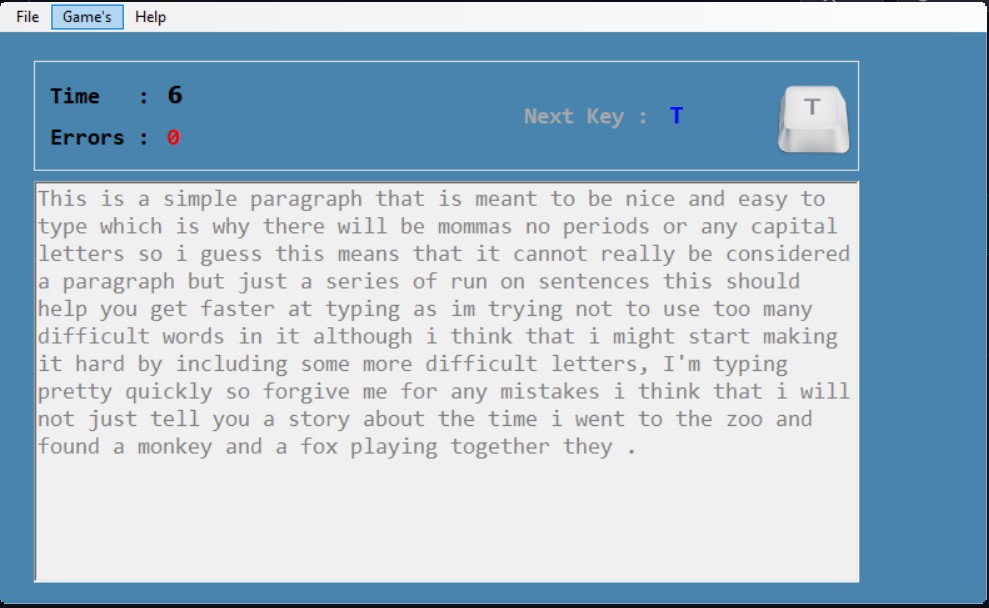 File Game's Help
Time : 6
Errors : 0
Next Key : T
T
This is a simple paragraph that is meant to be nice and easy to
type which is why there will be mommas no periods or any capital
letters so i guess this means that it cannot really be considered
a paragraph but just a series of run on sentences this should
help you get faster at typing as im trying not to use too many
difficult words in it although i think that i might start making
it hard by including some more difficult letters, I'm typing
pretty quickly so forgive me for any mistakes i think that i will
not just tell you a story about the time i went to the zoo and
found a monkey and a fox playing together they .